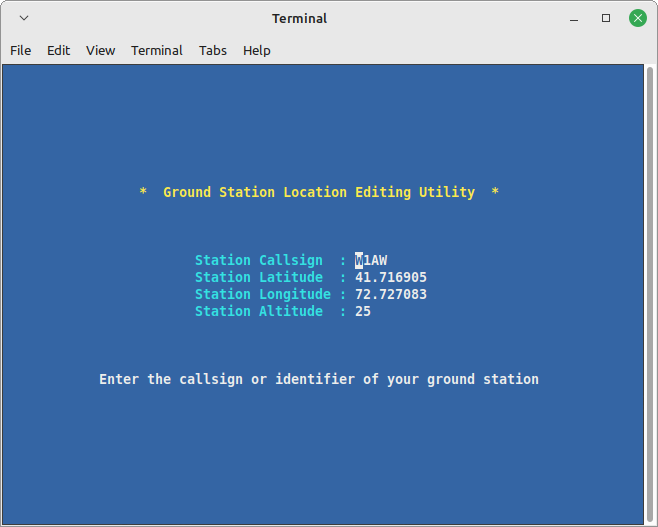 Terminal
File Edit View Terminal Tabs Help
* Ground Station Location Editing Utility *
Station Callsign : W1AW
Station Latitude : 41.716905
Station Longitude : 72.727083
Station Altitude : 25
Enter the callsign or identifier of your ground station